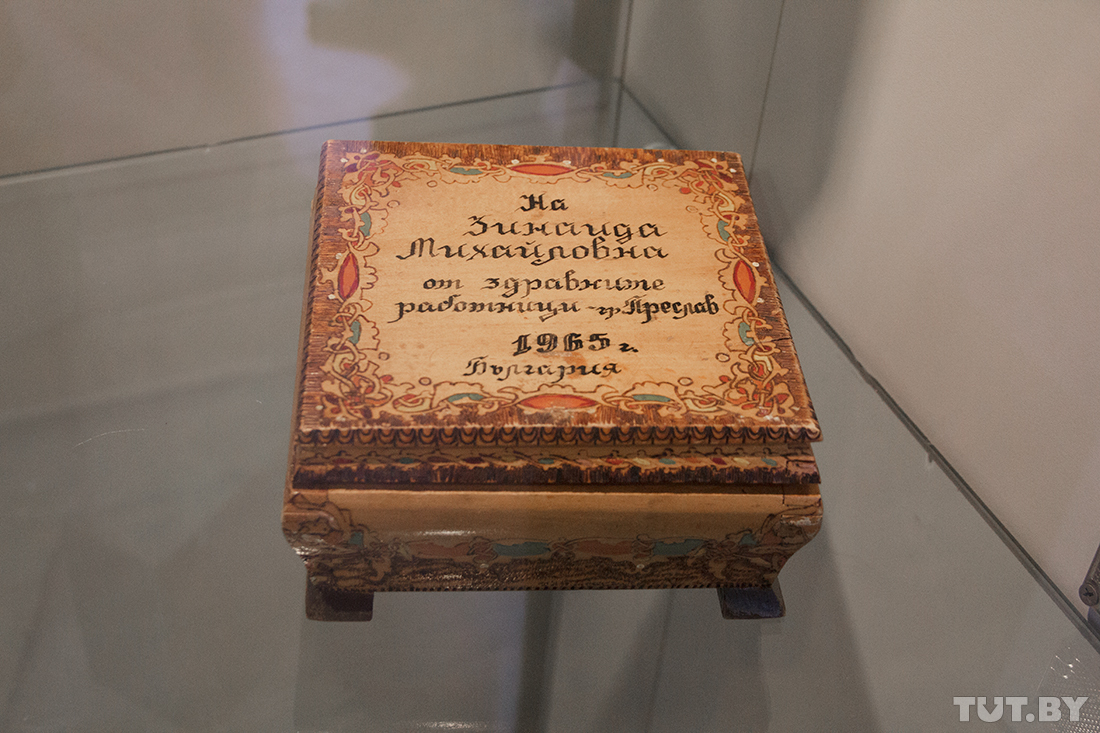 На
Зинаида
Михайловна
от здравните
работници - гр. Преслав
1965 г.
България
TUT.BY